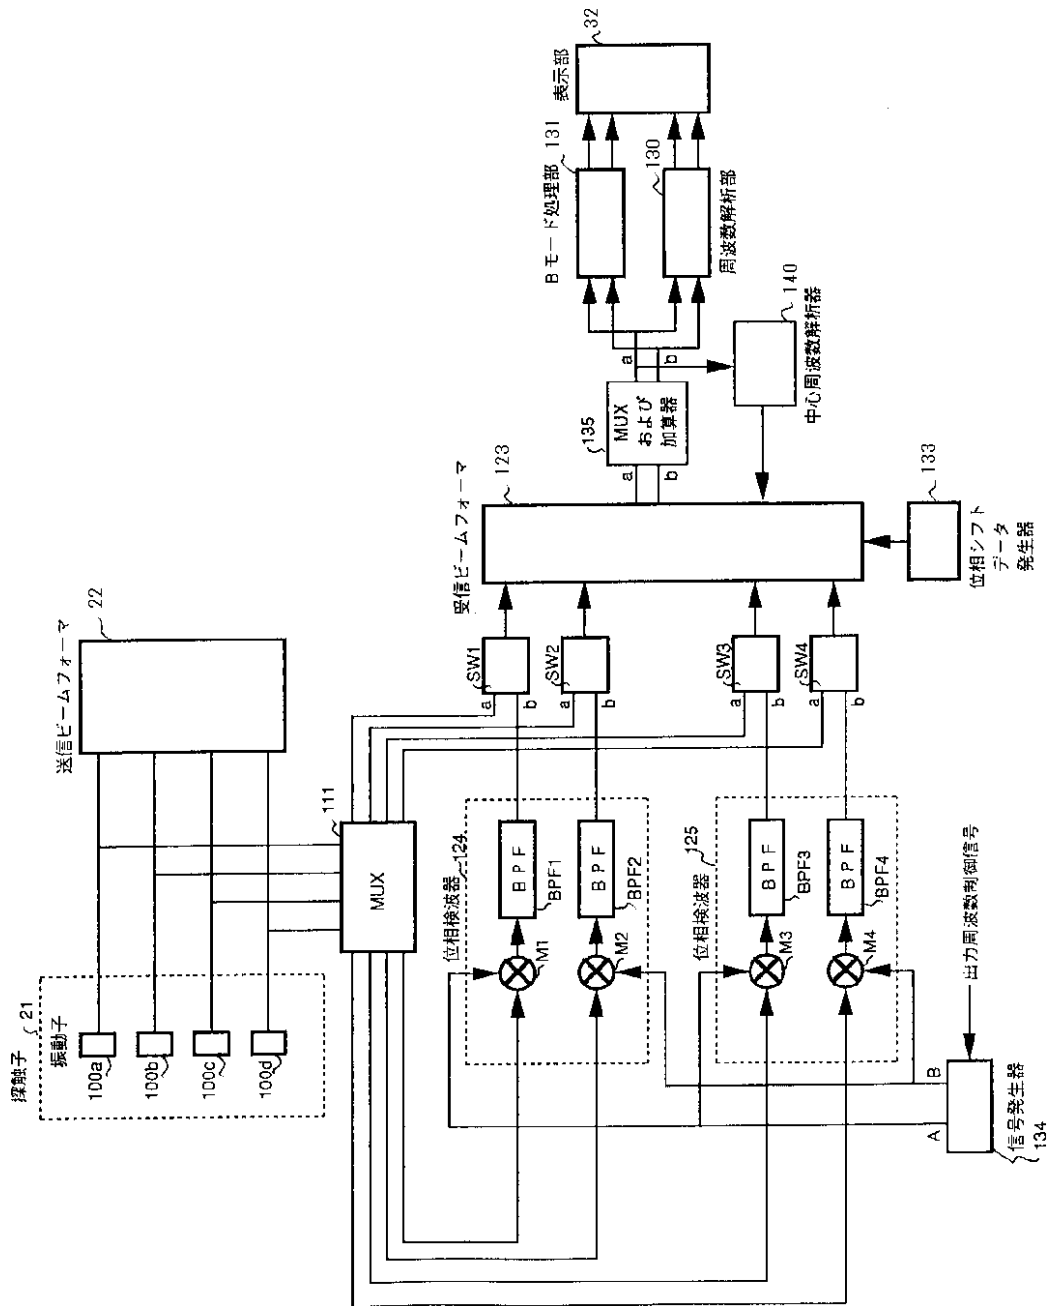 探触子
21
振動子
100a
100b
100c
100d
送信ビームフォーマ
22
111
MUX
位相検波器
124
M1
BPF
BPF1
M2
BPF
BPF2
位相検波器
125
M3
BPF
BPF3
M4
BPF
BPF4
A
B
信号発生器
134
出力周波数制御信号
SW1
a
b
SW2
a
b
SW3
a
b
SW4
a
b
受信ビームフォーマ
123
位相シフト
データ
発生器
133
135
MUX
および
加算器
a
b
a
b
中心周波数解析器
140
Bモード処理部
131
130
周波数解析部
表示部
32